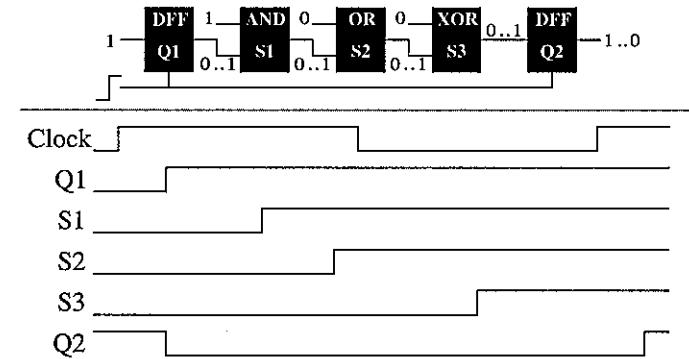 DFF 1 AND 0 OR 0 XOR DFF
1 Q1 S1 S2 S3 0..1 Q2 1..0
0..1 0..1 0..1
Clock
Q1
S1
S2
S3
Q2